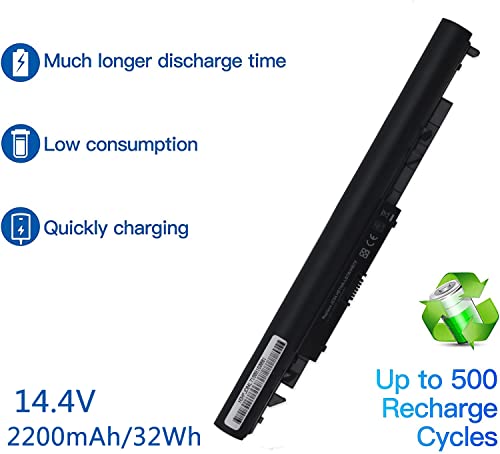 Much longer discharge time
Low consumption
Quickly charging
14.4V
2200mAh/32Wh
Up to 500
Recharge
Cycles